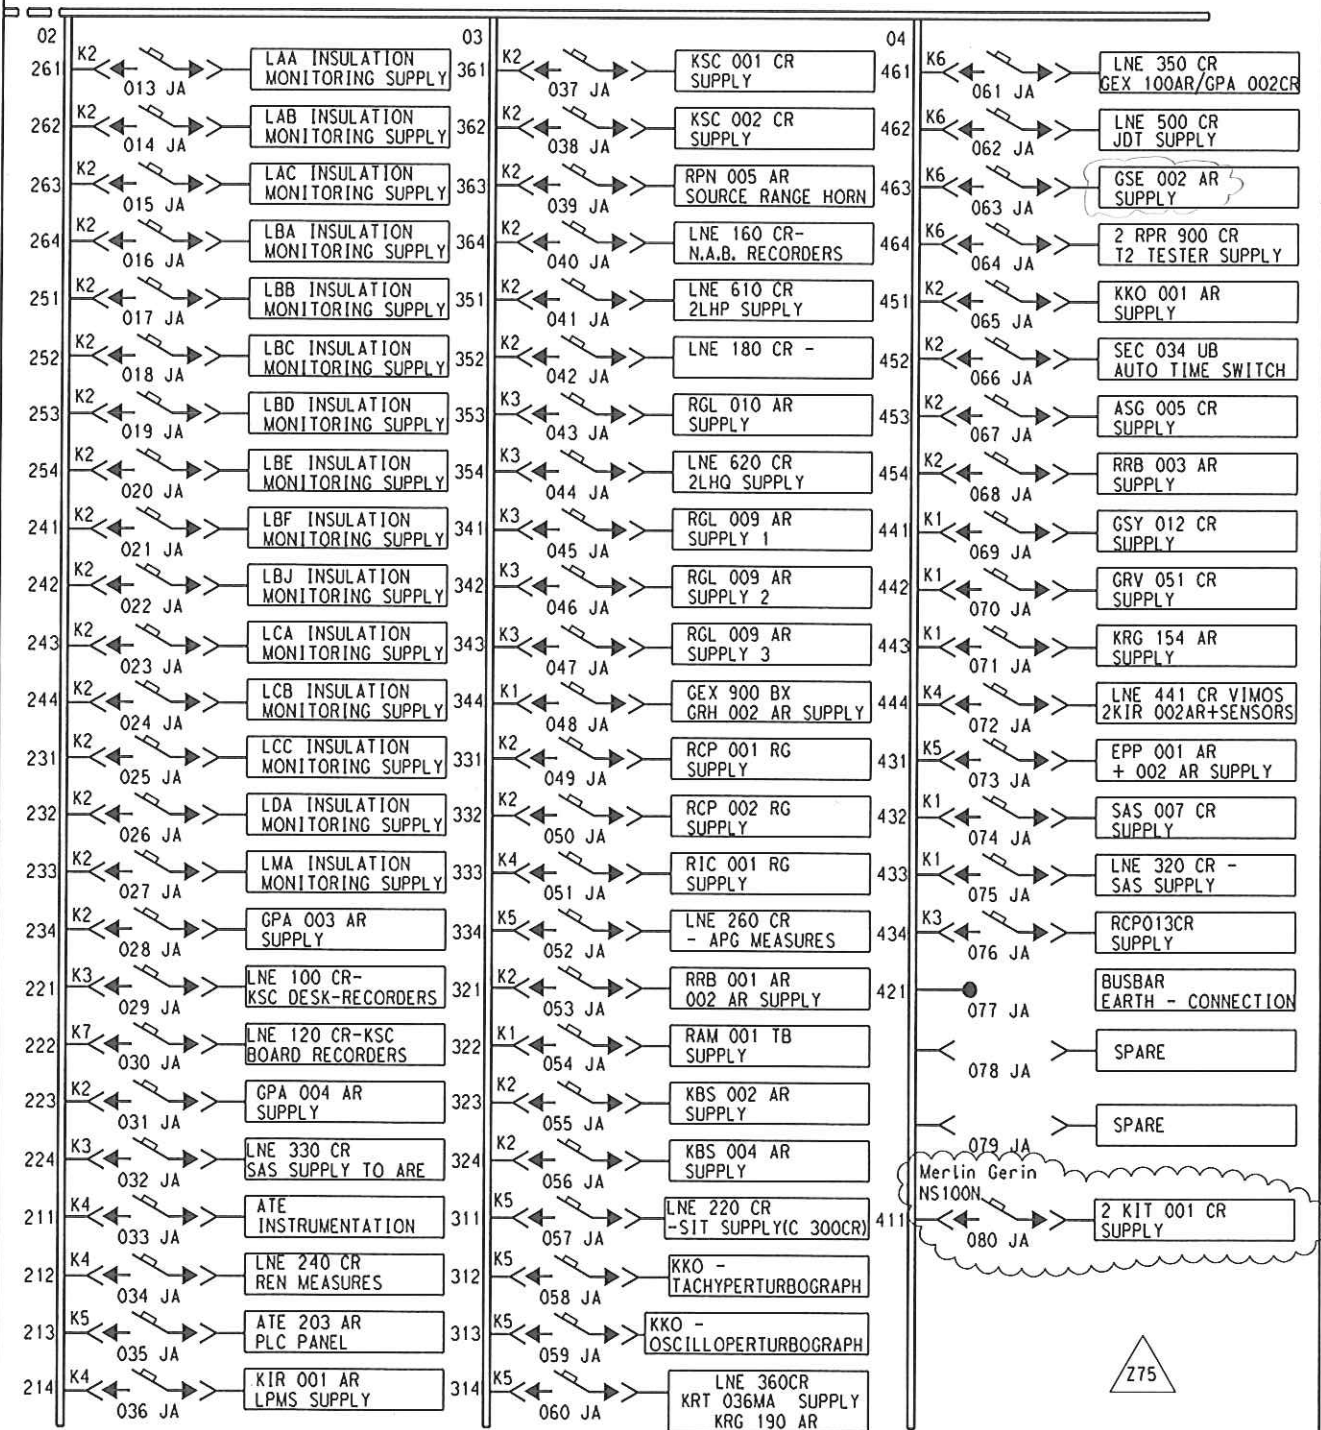 02
261 K2 013 JA LAA INSULATION
MONITORING SUPPLY
262 K2 014 JA LAB INSULATION
MONITORING SUPPLY
263 K2 015 JA LAC INSULATION
MONITORING SUPPLY
264 K2 016 JA LBA INSULATION
MONITORING SUPPLY
251 K2 017 JA LBB INSULATION
MONITORING SUPPLY
252 K2 018 JA LBC INSULATION
MONITORING SUPPLY
253 K2 019 JA LBD INSULATION
MONITORING SUPPLY
254 K2 020 JA LBE INSULATION
MONITORING SUPPLY
241 K2 021 JA LBF INSULATION
MONITORING SUPPLY
242 K2 022 JA LBJ INSULATION
MONITORING SUPPLY
243 K2 023 JA LCA INSULATION
MONITORING SUPPLY
244 K2 024 JA LCB INSULATION
MONITORING SUPPLY
231 K2 025 JA LCC INSULATION
MONITORING SUPPLY
232 K2 026 JA LDA INSULATION
MONITORING SUPPLY
233 K2 027 JA LMA INSULATION
MONITORING SUPPLY
234 K2 028 JA GPA 003 AR
SUPPLY
221 K3 029 JA LNE 100 CR-
KSC DESK-RECORDERS
222 K7 030 JA LNE 120 CR-KSC
BOARD RECORDERS
223 K2 031 JA GPA 004 AR
SUPPLY
224 K3 032 JA LNE 330 CR
SAS SUPPLY TO ARE
211 K4 033 JA ATE
INSTRUMENTATION
212 K4 034 JA LNE 240 CR
REN MEASURES
213 K5 035 JA ATE 203 AR
PLC PANEL
214 K4 036 JA KIR 001 AR
LPMS SUPPLY
03
361 K2 037 JA KSC 001 CR
SUPPLY
362 K2 038 JA KSC 002 CR
SUPPLY
363 K2 039 JA RPN 005 AR
SOURCE RANGE HORN
364 K2 040 JA LNE 160 CR-
N.A.B. RECORDERS
351 K2 041 JA LNE 610 CR
2LHP SUPPLY
352 K2 042 JA LNE 180 CR -
353 K3 043 JA RGL 010 AR
SUPPLY
354 K3 044 JA LNE 620 CR
2LHQ SUPPLY
341 K3 045 JA RGL 009 AR
SUPPLY 1
342 K3 046 JA RGL 009 AR
SUPPLY 2
343 K3 047 JA RGL 009 AR
SUPPLY 3
344 K1 048 JA GEX 900 BX
GRH 002 AR SUPPLY
331 K2 049 JA RCP 001 RG
SUPPLY
332 K2 050 JA RCP 002 RG
SUPPLY
333 K4 051 JA RIC 001 RG
SUPPLY
334 K5 052 JA LNE 260 CR
- APG MEASURES
321 K2 053 JA RRB 001 AR
002 AR SUPPLY
322 K1 054 JA RAM 001 TB
SUPPLY
323 K2 055 JA KBS 002 AR
SUPPLY
324 K2 056 JA KBS 004 AR
SUPPLY
311 K5 057 JA LNE 220 CR
-SIT SUPPLY(C 300CR)
312 K5 058 JA KKO -
TACHYPERTURBOGRAPH
313 K5 059 JA KKO -
OSCILLOPERTURBOGRAPH
314 K5 060 JA LNE 360CR
KRT 036MA SUPPLY
KRG 190 AR
04
461 K6 061 JA LNE 350 CR
GEX 100AR/GPA 002CR
462 K6 062 JA LNE 500 CR
JDT SUPPLY
463 K6 063 JA GSE 002 AR
SUPPLY
464 K6 064 JA 2 RPR 900 CR
T2 TESTER SUPPLY
451 K2 065 JA KKO 001 AR
SUPPLY
452 K2 066 JA SEC 034 UB
AUTO TIME SWITCH
453 K2 067 JA ASG 005 CR
SUPPLY
454 K2 068 JA RRB 003 AR
SUPPLY
441 K1 069 JA GSY 012 CR
SUPPLY
442 K1 070 JA GRV 051 CR
SUPPLY
443 K1 071 JA KRG 154 AR
SUPPLY
444 K4 072 JA LNE 441 CR VIMOS
2KIR 002AR+SENSORS
431 K5 073 JA EPP 001 AR
+ 002 AR SUPPLY
432 K1 074 JA SAS 007 CR
SUPPLY
433 K1 075 JA LNE 320 CR -
SAS SUPPLY
434 K3 076 JA RCP013CR
SUPPLY
421 077 JA BUSBAR
EARTH - CONNECTION
078 JA SPARE
079 JA SPARE
Merlin Gerin
NS100N
411 080 JA 2 KIT 001 CR
SUPPLY
Z75